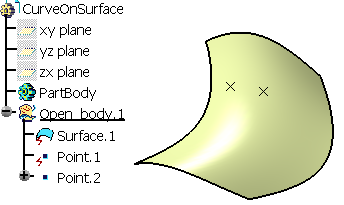 CurveOnSurface
xy plane
yz plane
zx plane
PartBody
Open_body.1
Surface.1
Point.1
Point.2